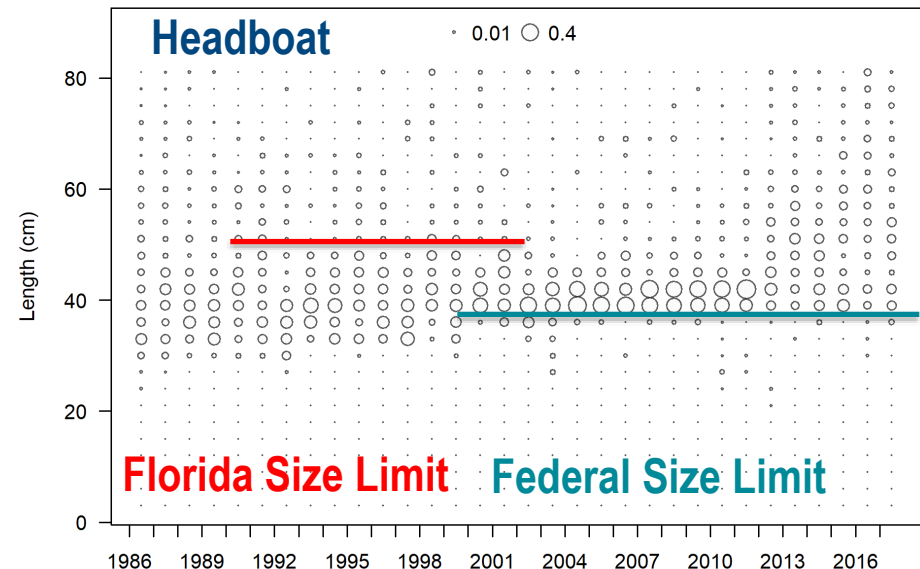 Headboat
0.01 0.4
80
60
40
20
0
Length (cm)
Florida Size Limit
Federal Size Limit
1986 1989 1992 1995 1998 2001 2004 2007 2010 2013 2016